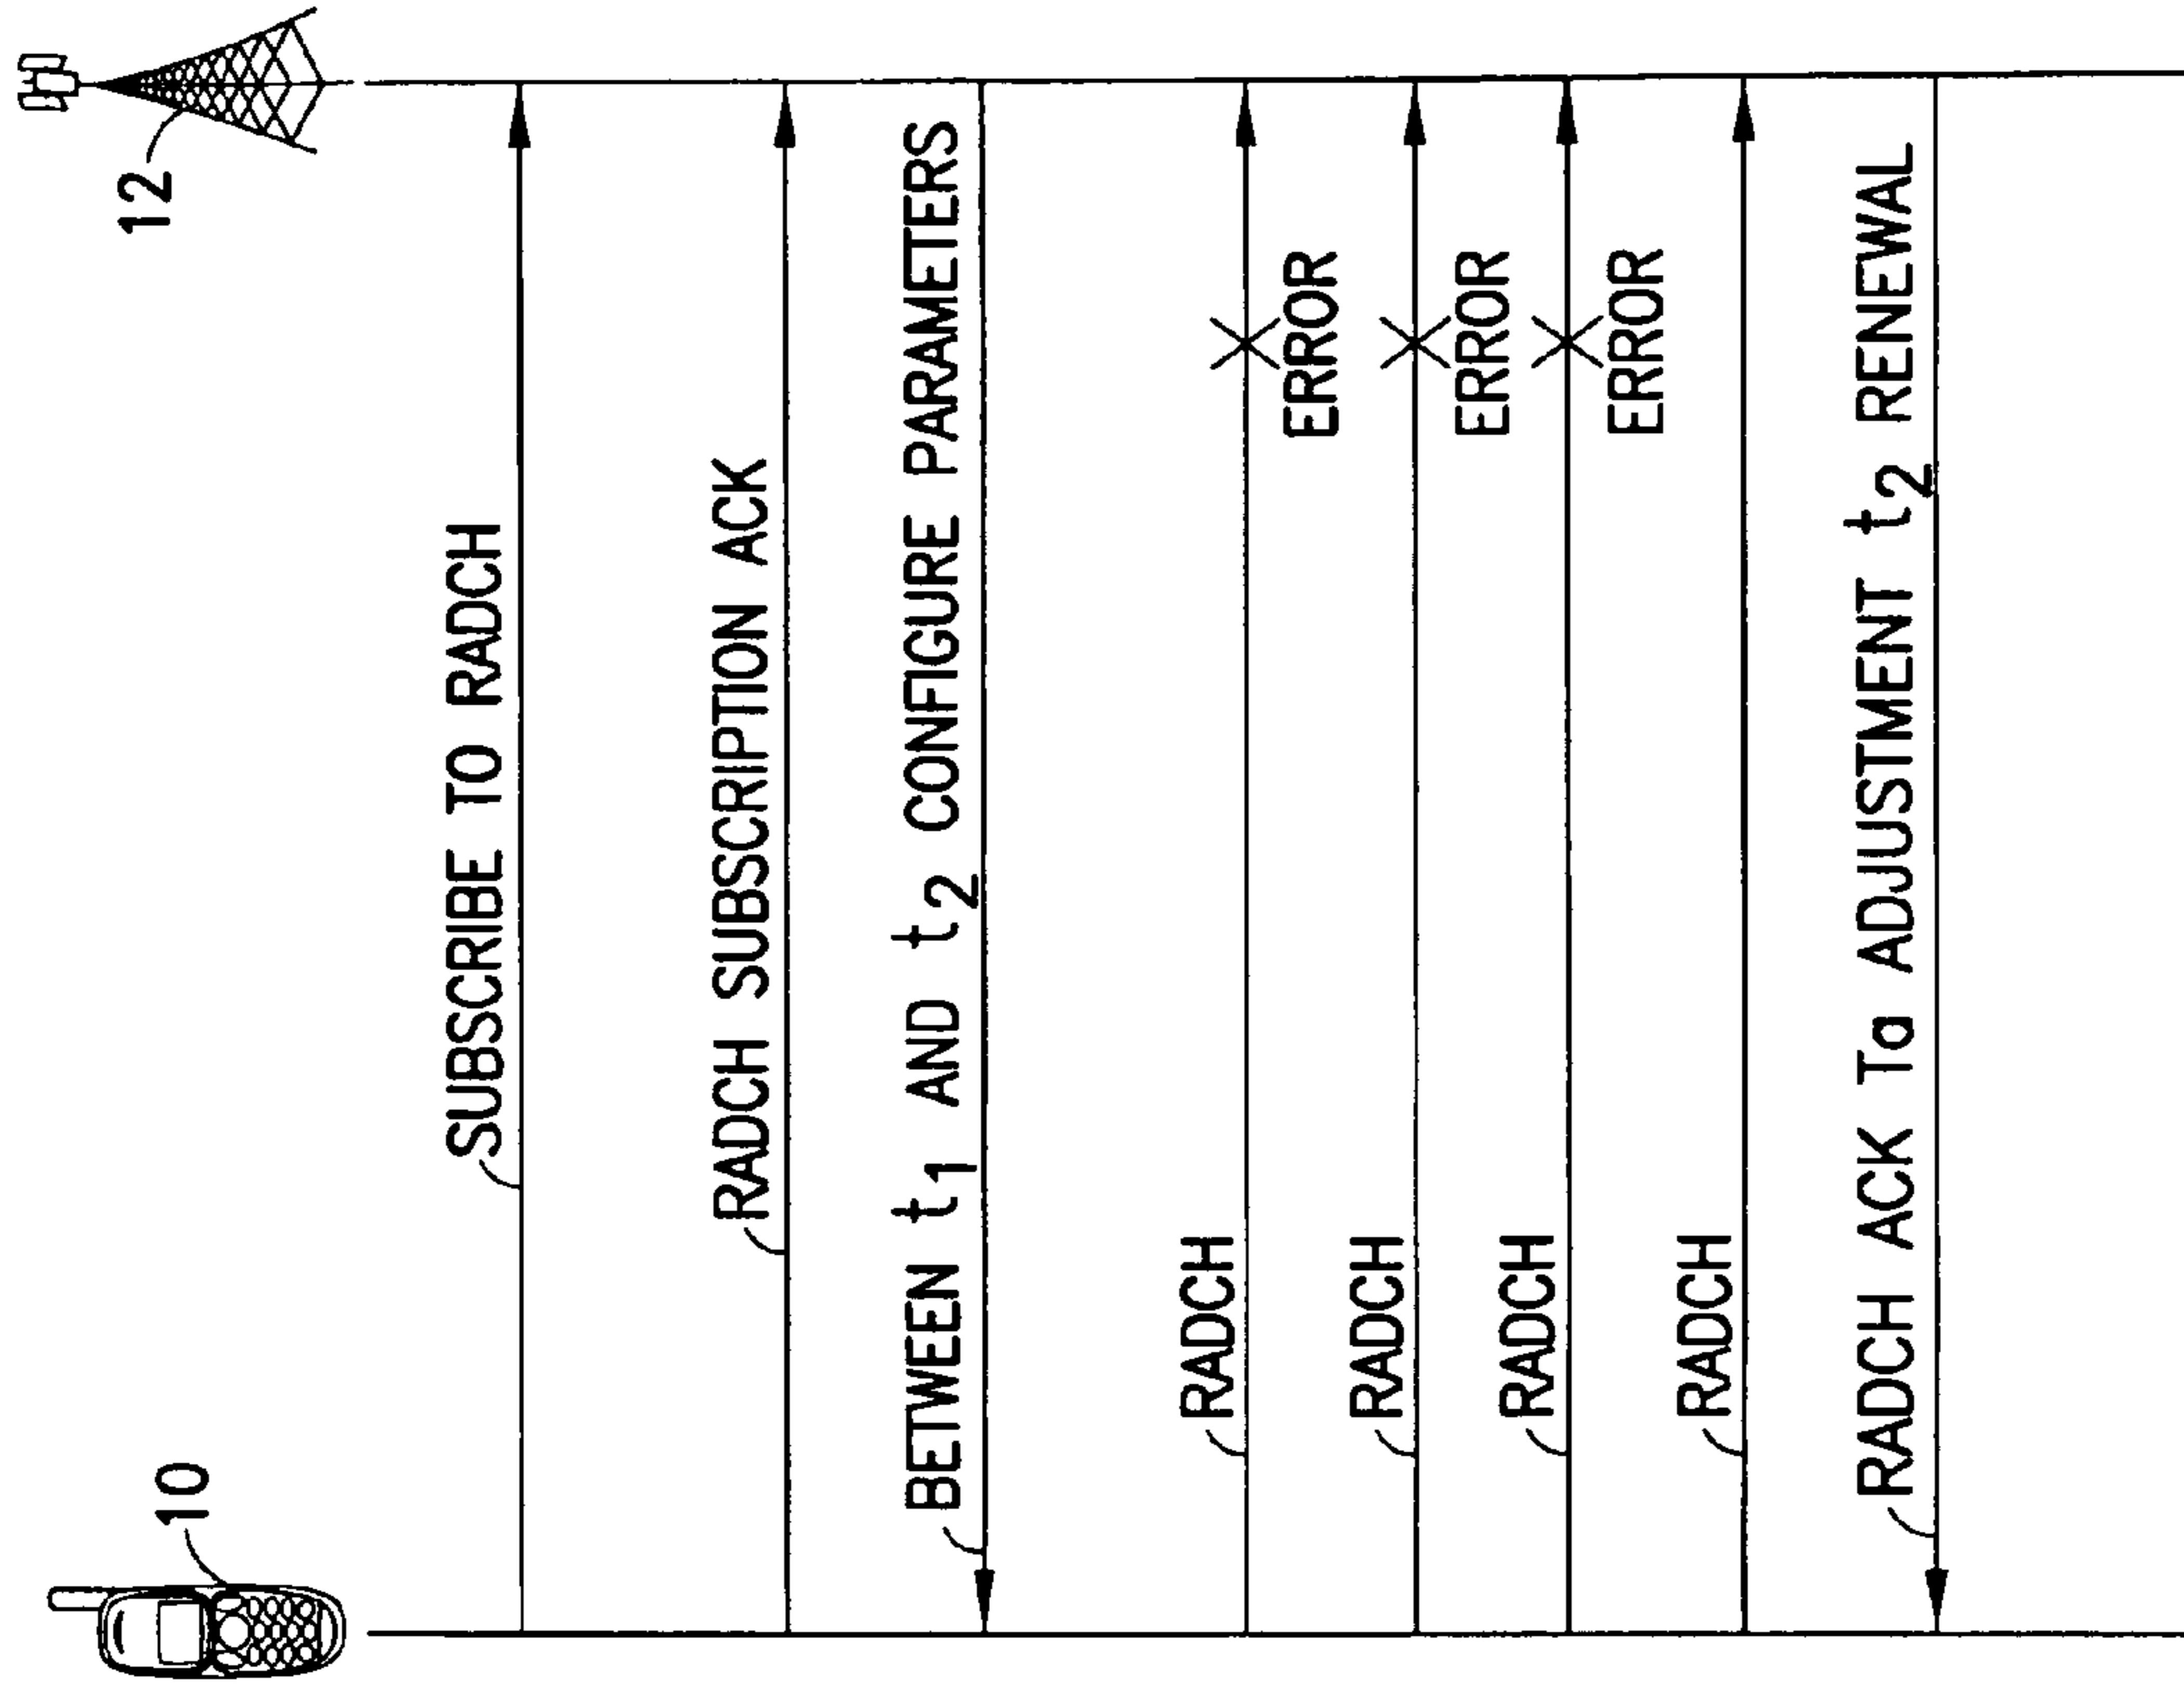 10
12
SUBSCRIBE TO RADCH
RADCH SUBSCRIPTION ACK
BETWEEN t1 AND t2 CONFIGURE PARAMETERS
RADCH
ERROR
RADCH
ERROR
RADCH
ERROR
RADCH
RADCH ACK Ta ADJUSTMENT t2 RENEWAL